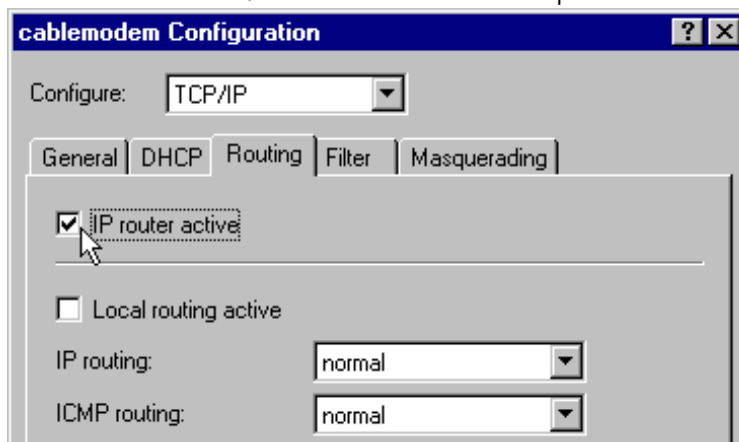 cablemodem Configuration
Configure: TCP/IP
General DHCP Routing Filter Masquerading
IP router active
Local routing active
IP routing: normal
ICMP routing: normal